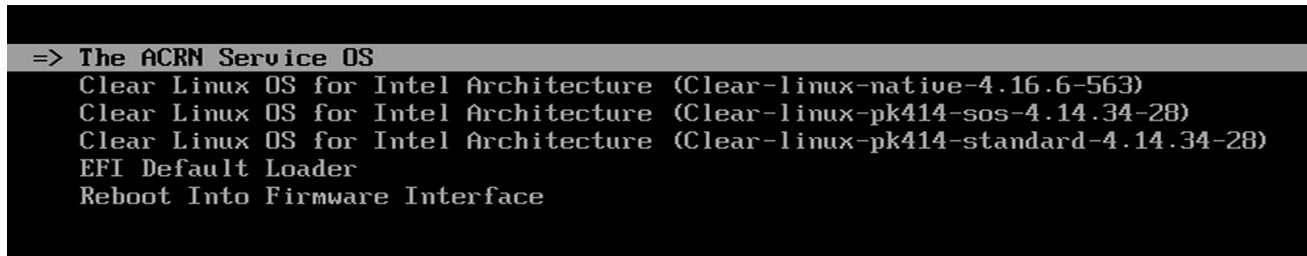 => The ACRN Service OS
Clear Linux OS for Intel Architecture (Clear-linux-native-4.16.6-563)
Clear Linux OS for Intel Architecture (Clear-linux-pk414-sos-4.14.34-28)
Clear Linux OS for Intel Architecture (Clear-linux-pk414-standard-4.14.34-28)
EFI Default Loader
Reboot Into Firmware Interface